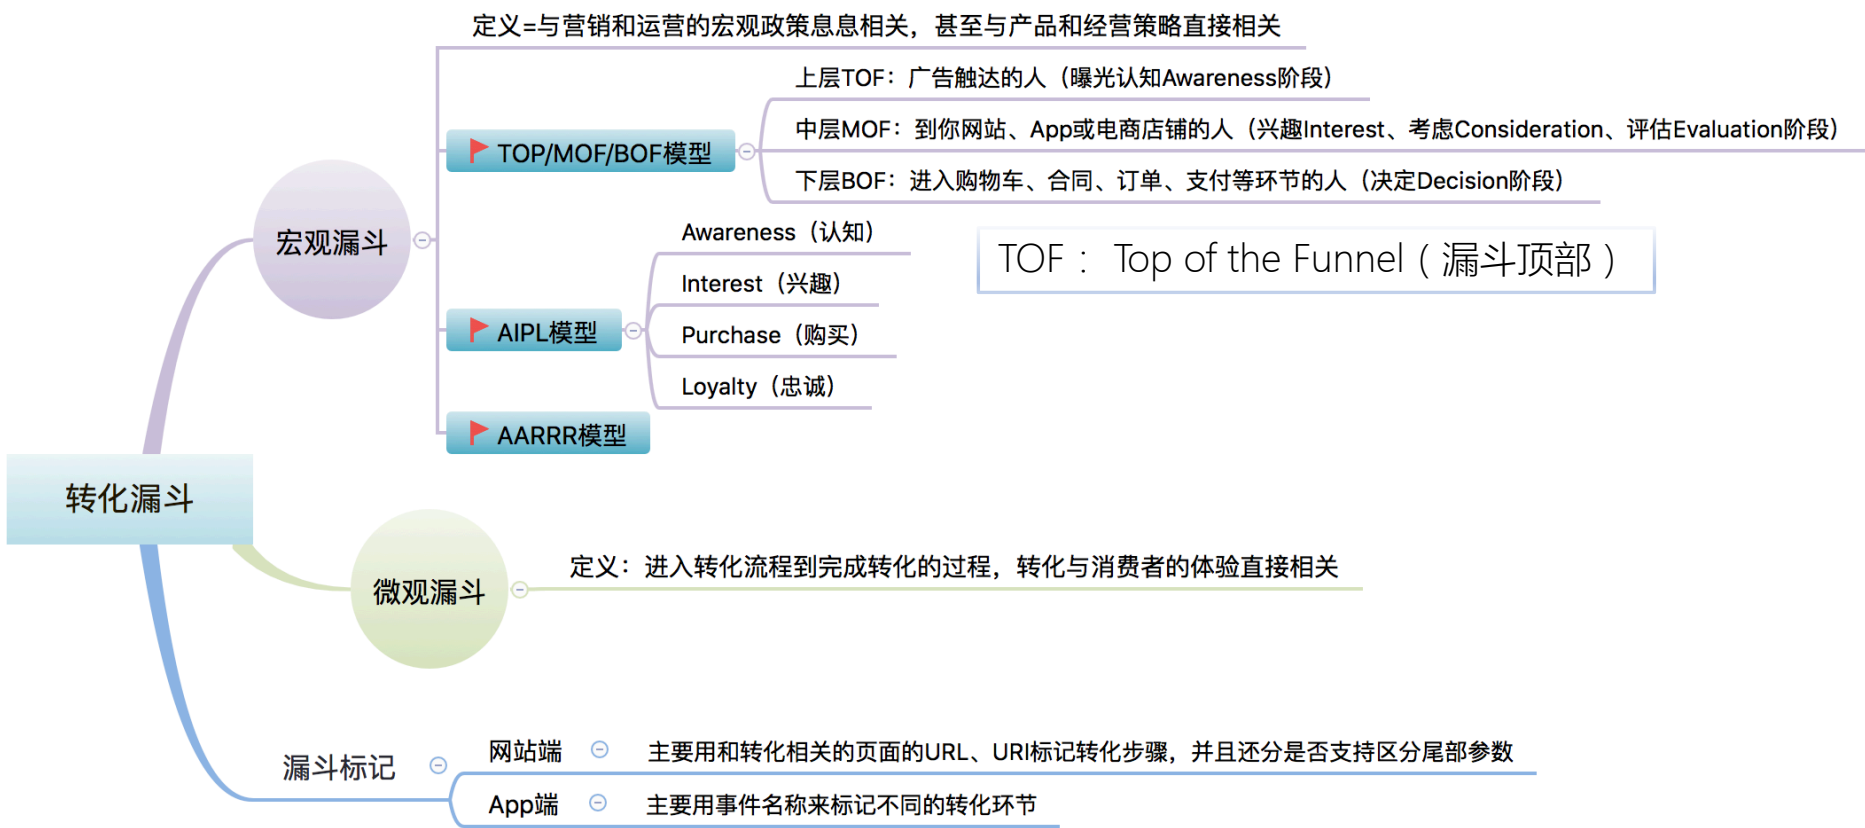 定义=与营销和运营的宏观政策息息相关，甚至与产品和经营策略直接相关
上层TOF：广告触达的人（曝光认知Awareness阶段）
中层MOF：到你网站、App或电商店铺的人（兴趣Interest、考虑Consideration、评估Evaluation阶段）
TOP/MOF/BOF模型
下层BOF：进入购物车、合同、订单、支付等环节的人（决定Decision阶段）
宏观漏斗
Awareness（认知）
TOF： Top of the Funnel（漏斗顶部）
Interest（兴趣）
AIPL模型
Purchase（购买）
Loyalty（忠诚）
AARRR模型
转化漏斗
定义：进入转化流程到完成转化的过程，转化与消费者的体验直接相关
微观漏斗
漏斗标记
网站端
主要用和转化相关的页面的URL、URI标记转化步骤，并且还分是否支持区分尾部参数
App端
主要用事件名称来标记不同的转化环节